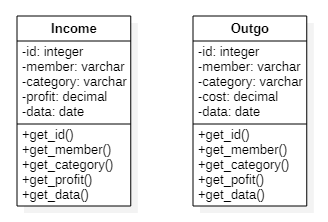 Income
-id: integer
-member: varchar
-category: varchar
-profit: decimal
-data: date
+get_id()
+get_member()
+get_category()
+get_profit()
+get_data()
Outgo
-id: integer
-member: varchar
-category: varchar
-cost: decimal
-data: date
+get_id()
+get_member()
+get_category()
+get_pofit()
+get_data()